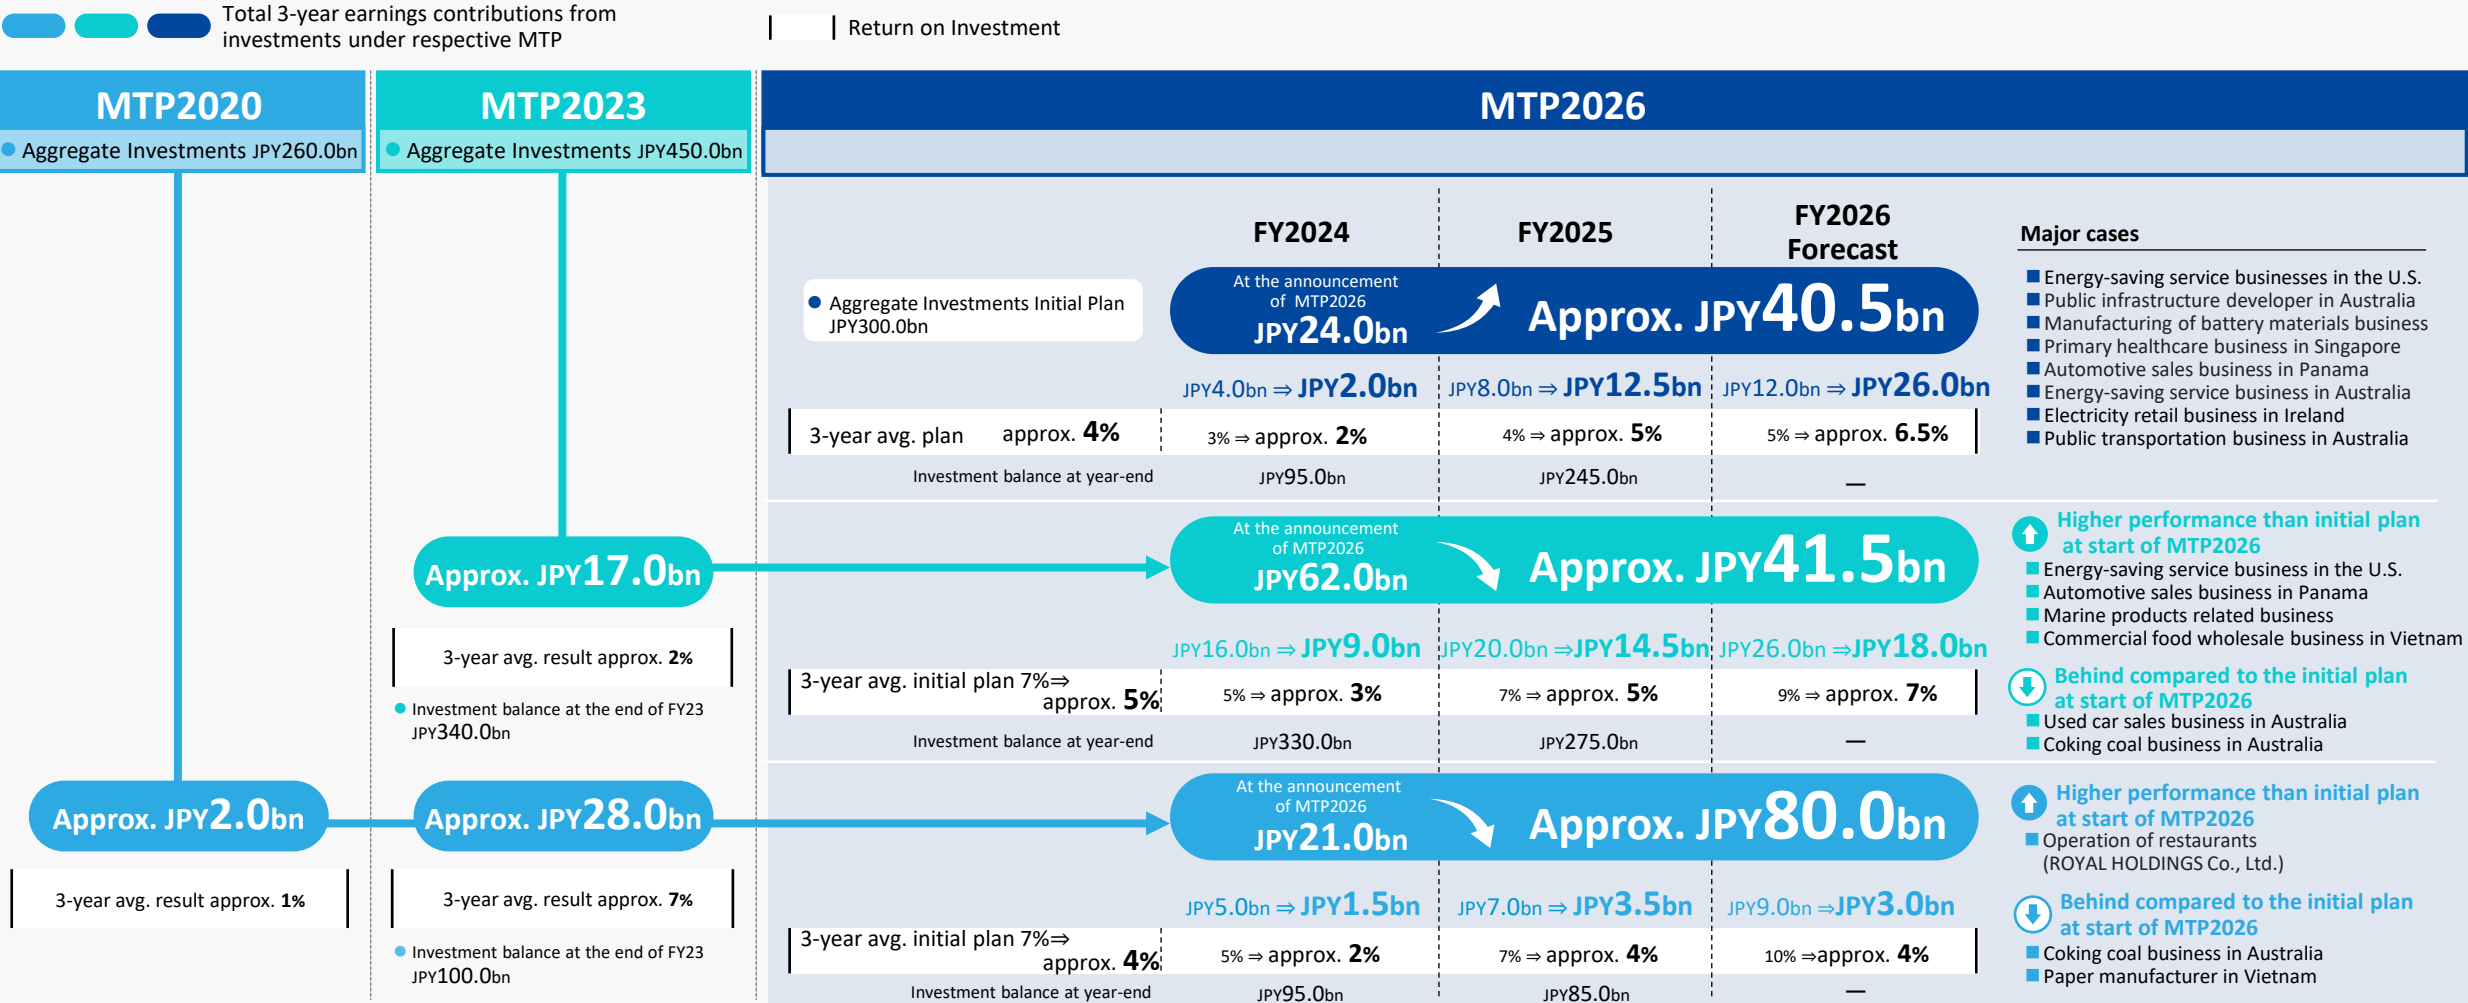 Total 3-year earnings contributions from
investments under respective MTP
Return on Investment
MTP2020
Aggregate Investments JPY260.0bn
MTP2023
Aggregate Investments JPY450.0bn
MTP2026
FY2024
FY2025
FY2026
Forecast
Major cases
Aggregate Investments Initial Plan
JPY300.0bn
At the announcement
of MTP2026
JPY24.0bn
Approx. JPY40.5bn
JPY4.0bn ⇒ JPY2.0bn
JPY8.0bn ⇒ JPY12.5bn
JPY12.0bn ⇒ JPY26.0bn
3-year avg. plan approx. 4%
3% ⇒ approx. 2%
4% ⇒ approx. 5%
5% ⇒ approx. 6.5%
Investment balance at year-end
JPY95.0bn
JPY245.0bn
—
Energy-saving service businesses in the U.S.
Public infrastructure developer in Australia
Manufacturing of battery materials business
Primary healthcare business in Singapore
Automotive sales business in Panama
Energy-saving service business in Australia
Electricity retail business in Ireland
Public transportation business in Australia
Approx. JPY17.0bn
3-year avg. result approx. 2%
Investment balance at the end of FY23
JPY340.0bn
At the announcement
of MTP2026
JPY62.0bn
Approx. JPY41.5bn
JPY16.0bn ⇒ JPY9.0bn
JPY20.0bn ⇒JPY14.5bn
JPY26.0bn ⇒JPY18.0bn
3-year avg. initial plan 7%⇒
approx. 5%
5% ⇒ approx. 3%
7% ⇒ approx. 5%
9% ⇒ approx. 7%
Investment balance at year-end
JPY330.0bn
JPY275.0bn
—
Higher performance than initial plan
at start of MTP2026
Energy-saving service business in the U.S.
Automotive sales business in Panama
Marine products related business
Commercial food wholesale business in Vietnam
Behind compared to the initial plan
at start of MTP2026
Used car sales business in Australia
Coking coal business in Australia
Approx. JPY2.0bn
3-year avg. result approx. 1%
Approx. JPY28.0bn
3-year avg. result approx. 7%
Investment balance at the end of FY23
JPY100.0bn
At the announcement
of MTP2026
JPY21.0bn
Approx. JPY80.0bn
JPY5.0bn ⇒ JPY1.5bn
JPY7.0bn ⇒ JPY3.5bn
JPY9.0bn ⇒JPY3.0bn
3-year avg. initial plan 7%⇒
approx. 4%
5% ⇒ approx. 2%
7% ⇒ approx. 4%
10% ⇒approx. 4%
Investment balance at year-end
JPY95.0bn
JPY85.0bn
—
Higher performance than initial plan
at start of MTP2026
Operation of restaurants
(ROYAL HOLDINGS Co., Ltd.)
Behind compared to the initial plan
at start of MTP2026
Coking coal business in Australia
Paper manufacturer in Vietnam